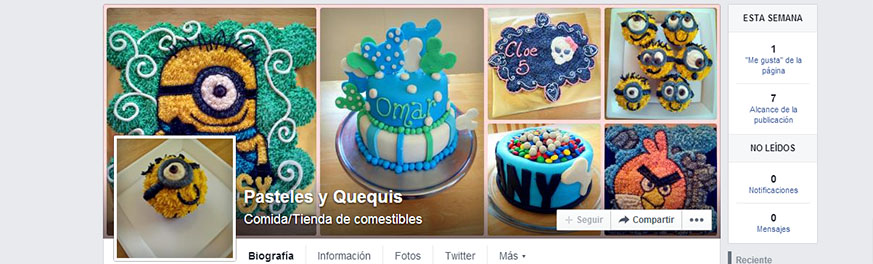 Omar
Cloe
5
NY
Pasteles y Quequis
Comida/Tienda de comestibles
+ Seguir
Compartir
•••
Biografía
Información
Fotos
Twitter
Más
ESTA SEMANA
1
"Me gusta" de la
página
7
Alcance de la
publicación
NO LEÍDOS
0
Notificaciones
0
Mensajes
Reciente